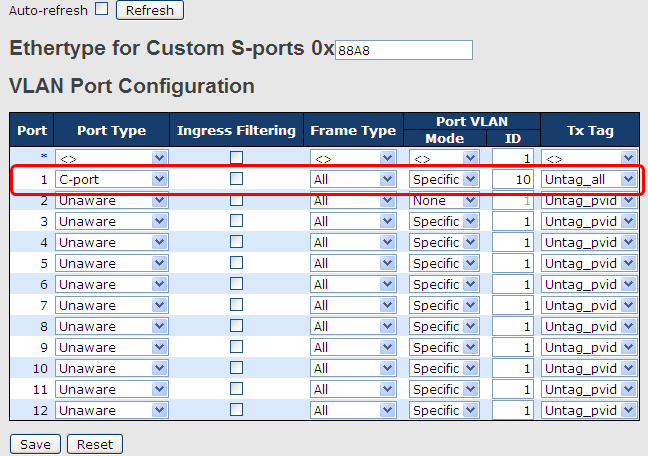 Auto-refresh Refresh
Ethertype for Custom S-ports 0x 88A8
VLAN Port Configuration
Port Port Type Ingress Filtering Frame Type Port VLAN Tx Tag
Mode ID
* <> <> <> 1 <>
1 C-port All Specific 10 Untag_all
2 Unaware All None 1 Untag_pvid
3 Unaware All Specific 1 Untag_pvid
4 Unaware All Specific 1 Untag_pvid
5 Unaware All Specific 1 Untag_pvid
6 Unaware All Specific 1 Untag_pvid
7 Unaware All Specific 1 Untag_pvid
8 Unaware All Specific 1 Untag_pvid
9 Unaware All Specific 1 Untag_pvid
10 Unaware All Specific 1 Untag_pvid
11 Unaware All Specific 1 Untag_pvid
12 Unaware All Specific 1 Untag_pvid
Save Reset